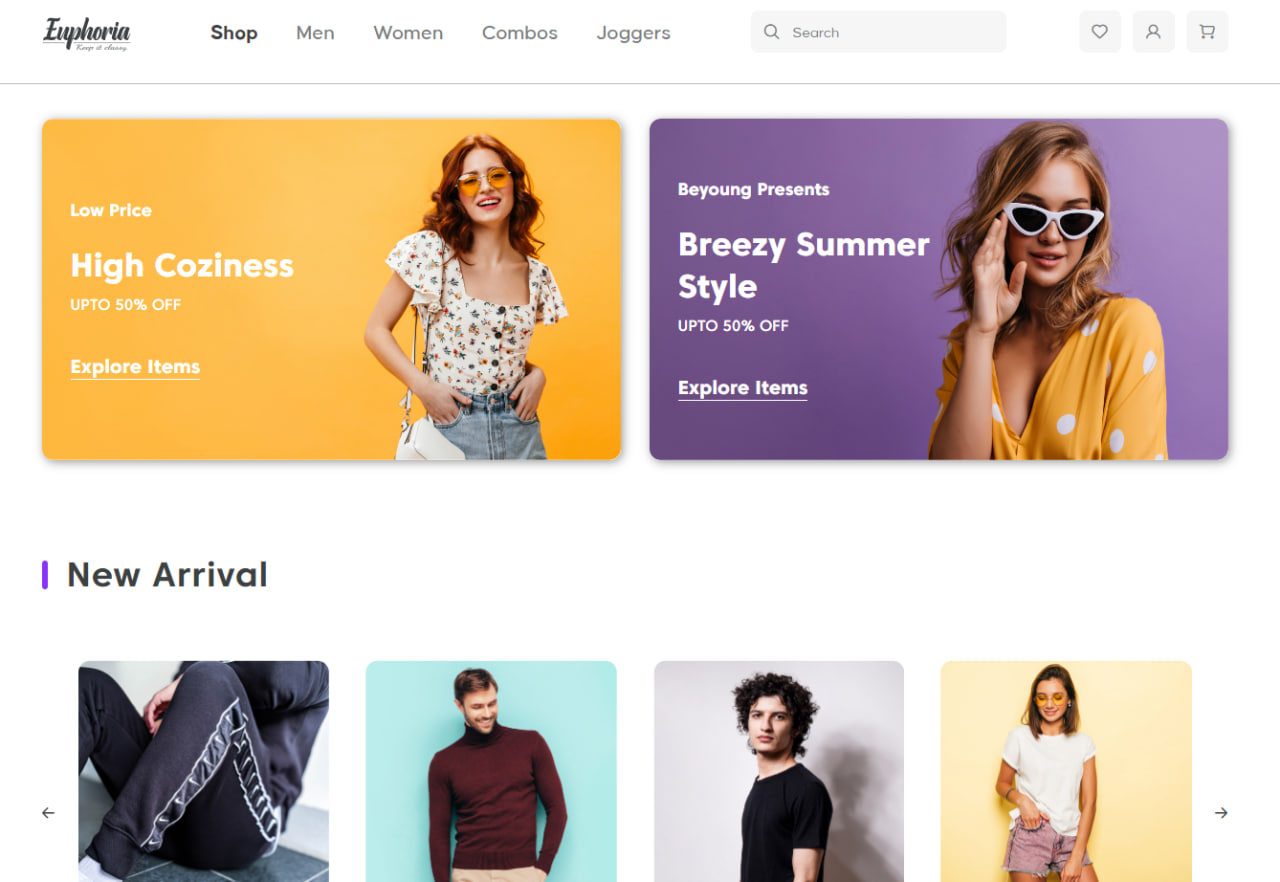 Euphoria
Keep it classy
Shop Men Women Combos Joggers
Search
Low Price
High Coziness
UPTO 50% OFF
Explore Items
Beyoung Presents
Breezy Summer
Style
UPTO 50% OFF
Explore Items
New Arrival